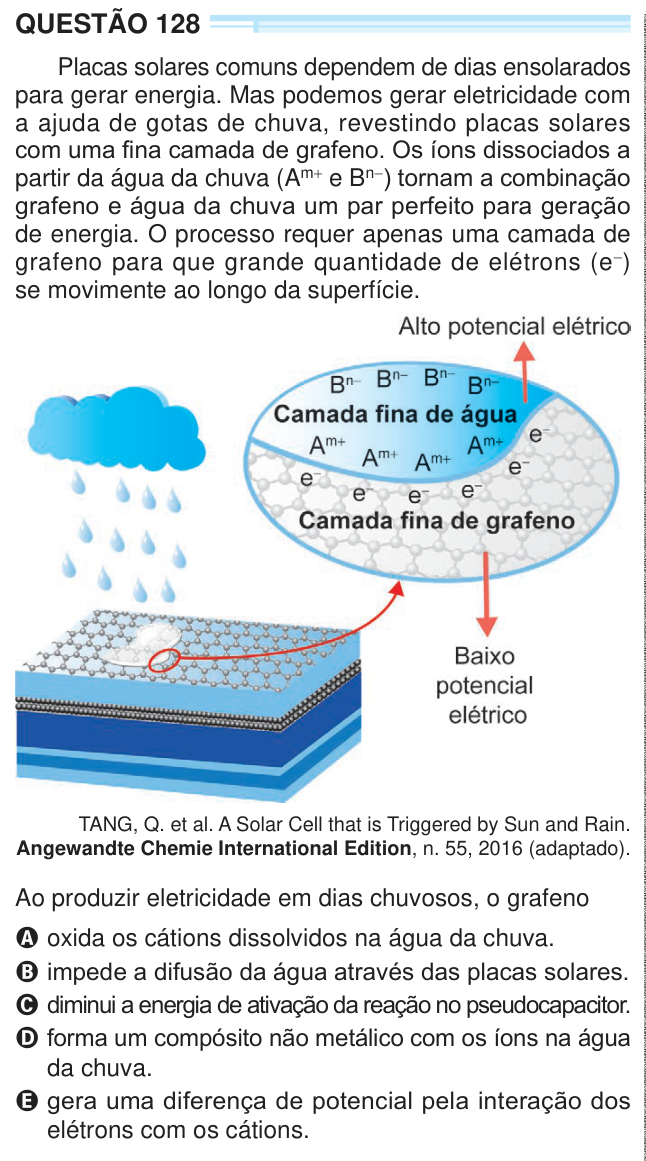 QUESTÃO 128
Placas solares comuns dependem de dias ensolarados
para gerar energia. Mas podemos gerar eletricidade com
a ajuda de gotas de chuva, revestindo placas solares
com uma fina camada de grafeno. Os íons dissociados a
partir da água da chuva (Aᵐ⁺ e Bⁿ⁻) tornam a combinação
grafeno e água da chuva um par perfeito para geração
de energia. O processo requer apenas uma camada de
grafeno para que grande quantidade de elétrons (e⁻)
se movimente ao longo da superfície.
Alto potencial elétrico
Bⁿ⁻ Bⁿ⁻ Bⁿ⁻ Bⁿ⁻
Camada fina de água
Aᵐ⁺ Aᵐ⁺ Aᵐ⁺ Aᵐ⁺
e⁻ e⁻ e⁻ e⁻ e⁻ e⁻
Camada fina de grafeno
Baixo
potencial
elétrico
TANG, Q. et al. A Solar Cell that is Triggered by Sun and Rain.
Angewandte Chemie International Edition, n. 55, 2016 (adaptado).
Ao produzir eletricidade em dias chuvosos, o grafeno
A oxida os cátions dissolvidos na água da chuva.
B impede a difusão da água através das placas solares.
C diminui a energia de ativação da reação no pseudocapacitor.
D forma um compósito não metálico com os íons na água
da chuva.
E gera uma diferença de potencial pela interação dos
elétrons com os cátions.